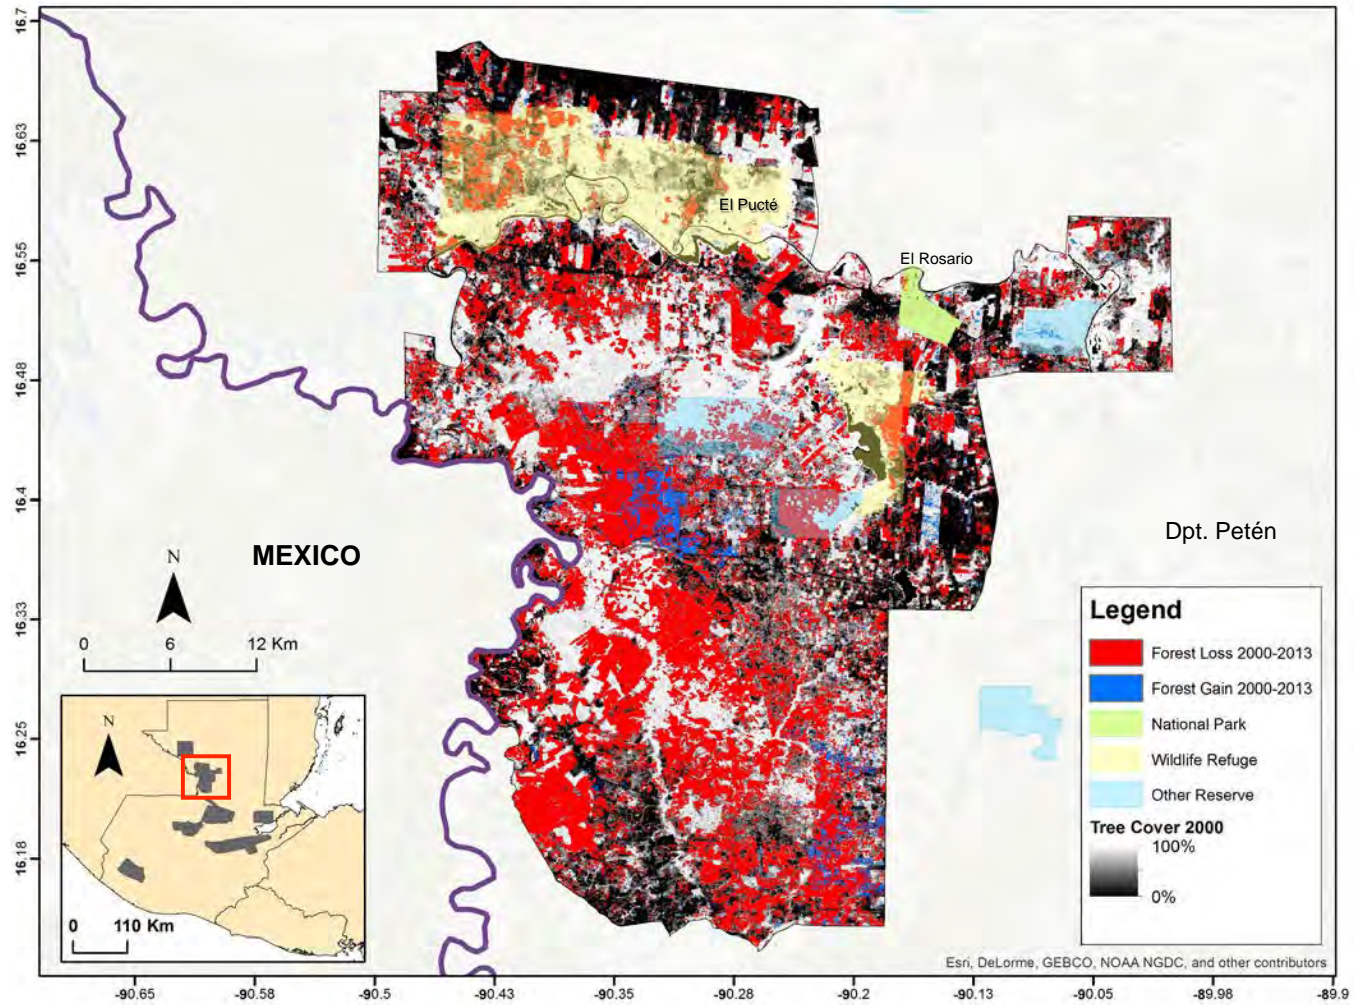 16.7
16.63
16.55
16.48
16.4
16.33
16.25
16.18
El Pucté
El Rosario
MEXICO
Dpt. Petén
N
0 6 12 Km
N
0 110 Km
Legend
Forest Loss 2000-2013
Forest Gain 2000-2013
National Park
Wildlife Refuge
Other Reserve
Tree Cover 2000
100%
0%
Esri, DeLorme, GEBCO, NOAA NGDC, and other contributors
-90.65 -90.58 -90.5 -90.43 -90.35 -90.28 -90.2 -90.13 -90.05 -89.98 -89.9